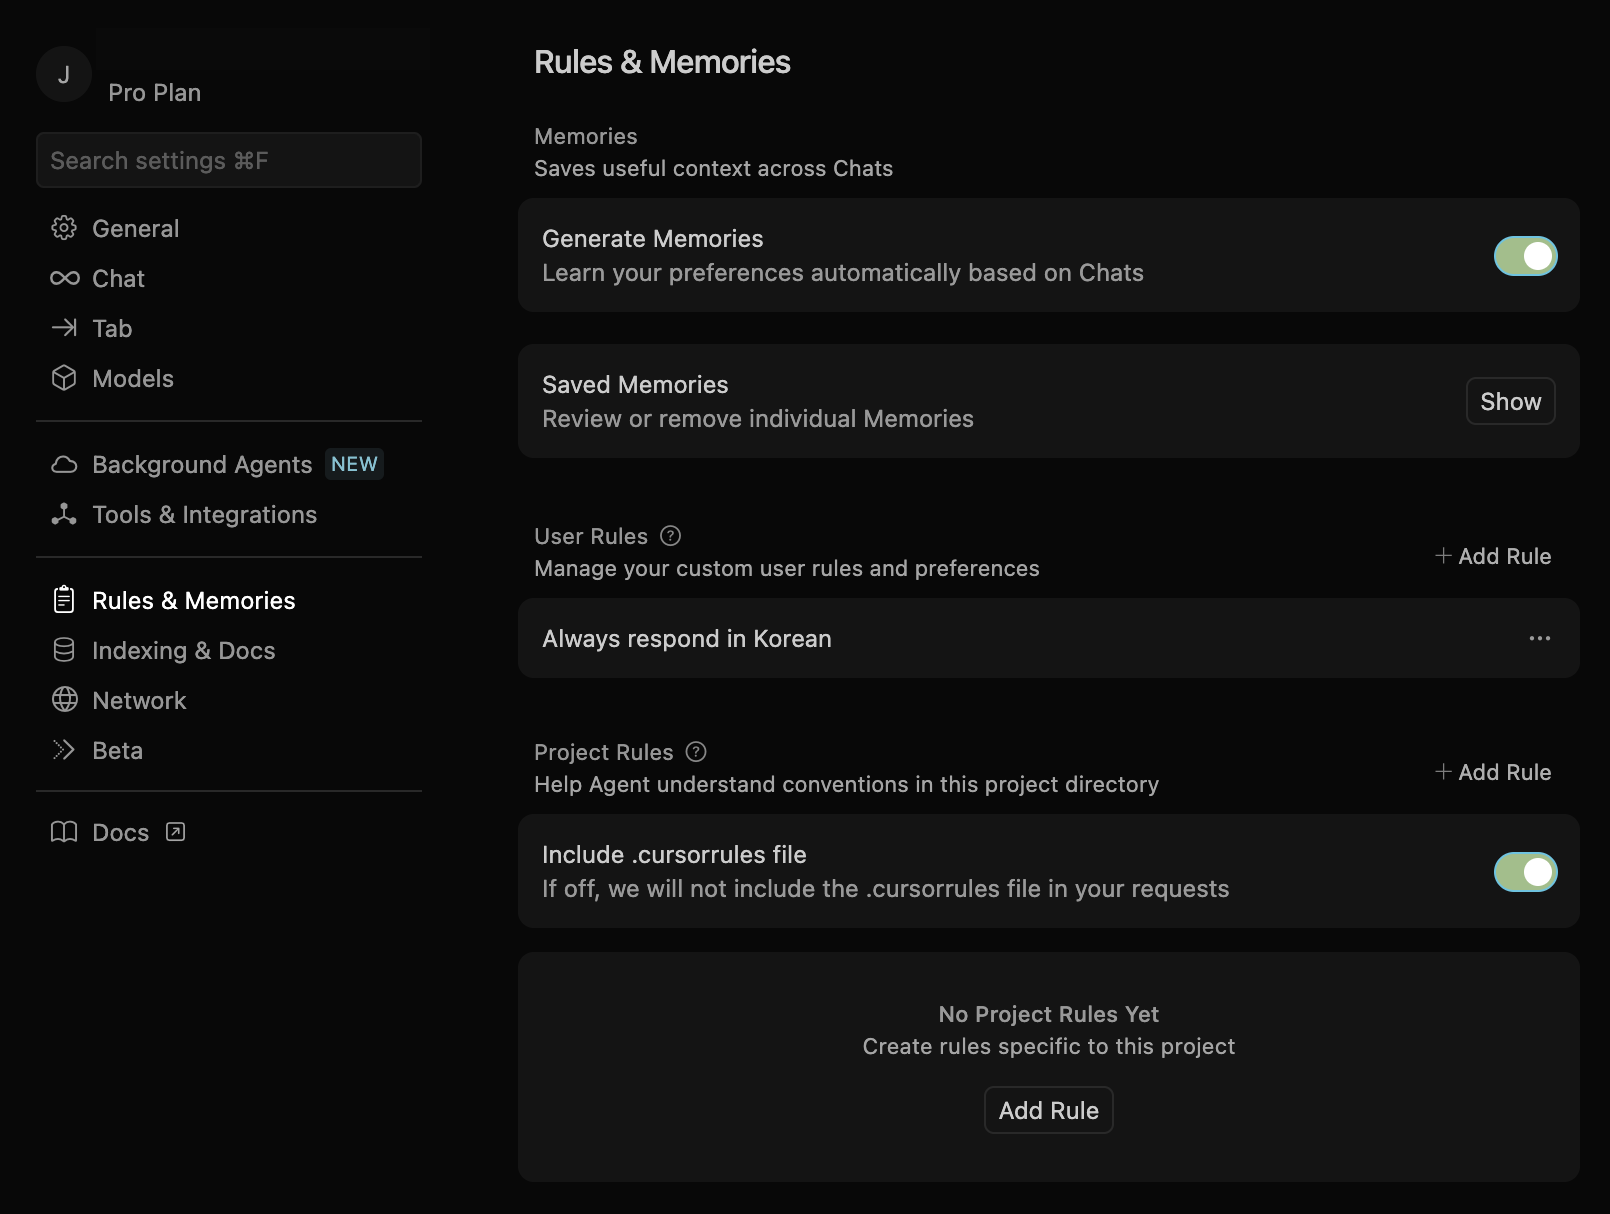 J
Pro Plan
Search settings ⌘F
General
Chat
Tab
Models
Background Agents NEW
Tools & Integrations
Rules & Memories
Indexing & Docs
Network
Beta
Docs
Rules & Memories
Memories
Saves useful context across Chats
Generate Memories
Learn your preferences automatically based on Chats
Saved Memories
Review or remove individual Memories
Show
User Rules
Manage your custom user rules and preferences
+ Add Rule
Always respond in Korean
Project Rules
Help Agent understand conventions in this project directory
+ Add Rule
Include .cursorrules file
If off, we will not include the .cursorrules file in your requests
No Project Rules Yet
Create rules specific to this project
Add Rule